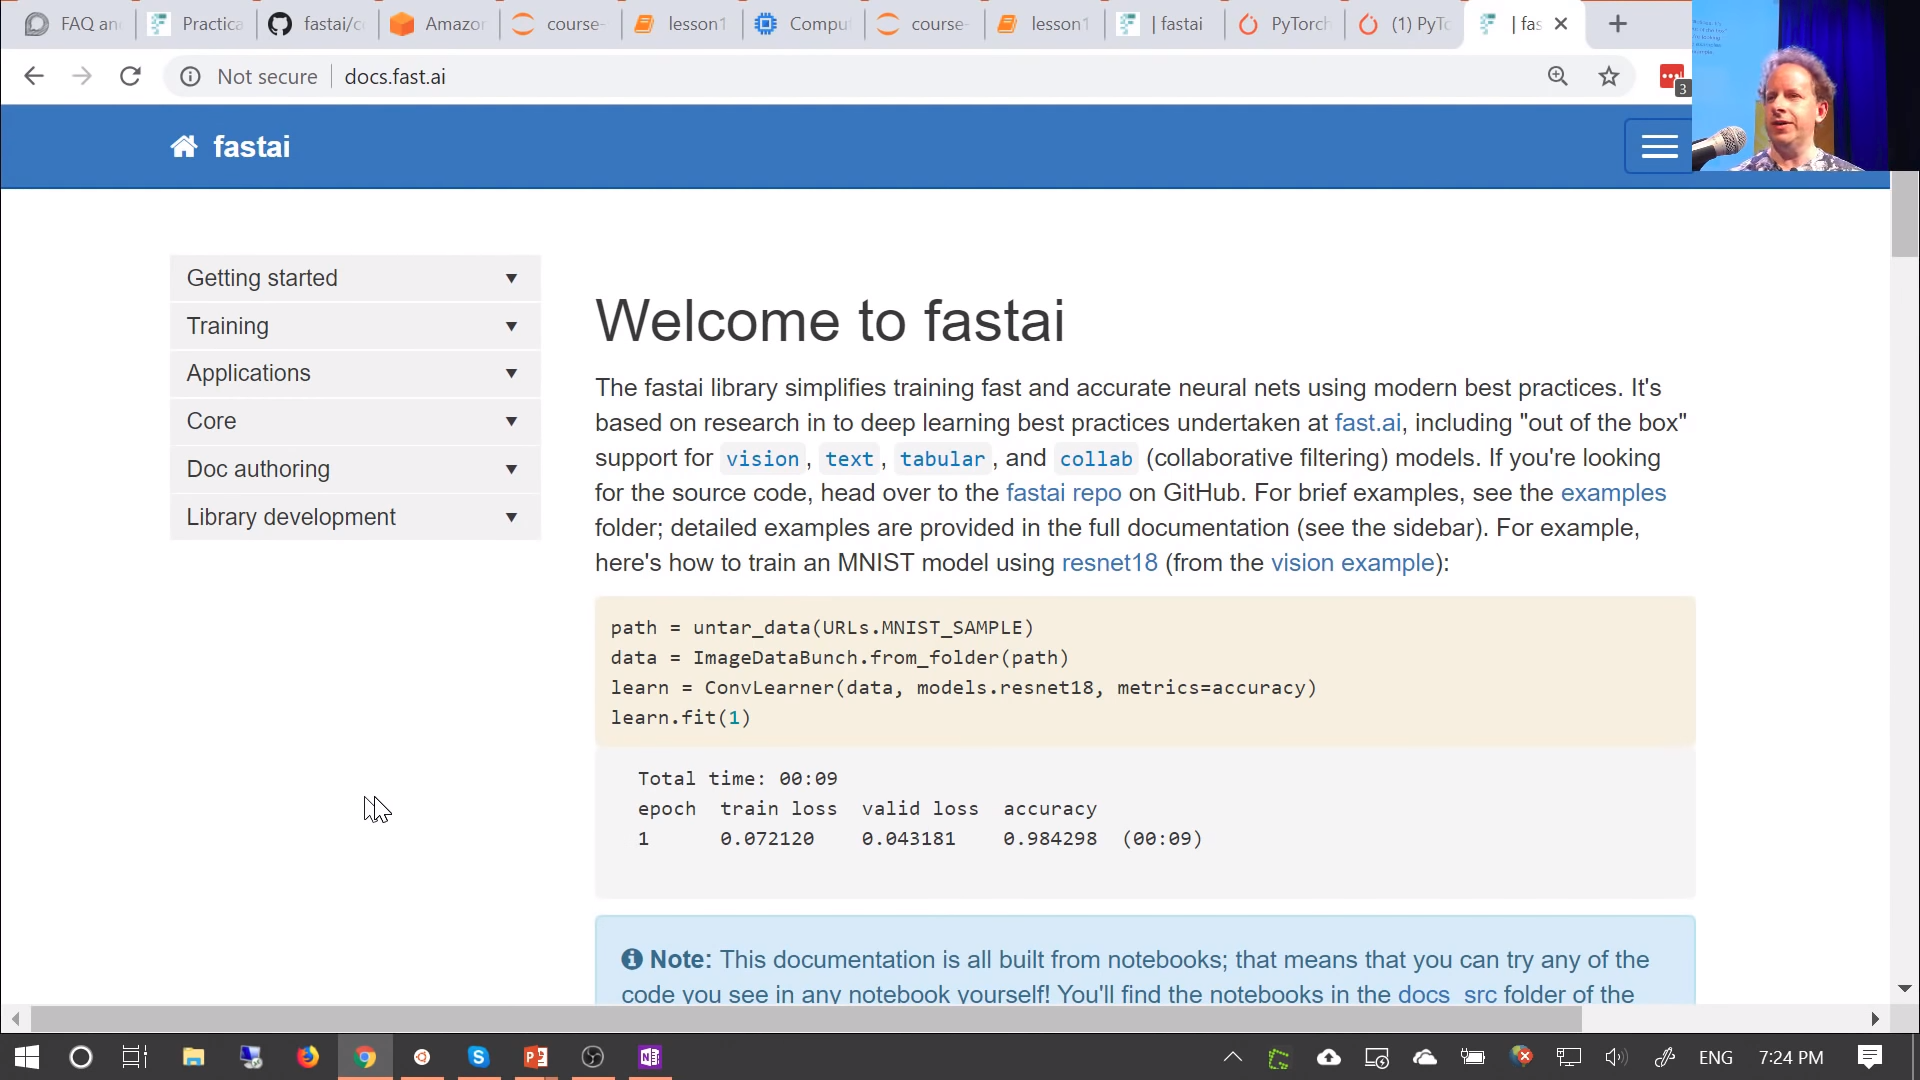 FAQ an
Practica
fastai/c
Amazor
course-
lesson1
Compu
course-
lesson1
| fastai
PyTorch
(1) PyTo
| fas
Not secure
docs.fast.ai
3
fastai
Getting started
Training
Applications
Core
Doc authoring
Library development
Welcome to fastai
The fastai library simplifies training fast and accurate neural nets using modern best practices. It's
based on research in to deep learning best practices undertaken at fast.ai, including "out of the box"
support for vision, text, tabular, and collab (collaborative filtering) models. If you're looking
for the source code, head over to the fastai repo on GitHub. For brief examples, see the examples
folder; detailed examples are provided in the full documentation (see the sidebar). For example,
here's how to train an MNIST model using resnet18 (from the vision example):
path = untar_data(URLs.MNIST_SAMPLE)
data = ImageDataBunch.from_folder(path)
learn = ConvLearner(data, models.resnet18, metrics=accuracy)
learn.fit(1)
Total time: 00:09
epoch train loss valid loss accuracy
1 0.072120 0.043181 0.984298 (00:09)
Note: This documentation is all built from notebooks; that means that you can try any of the
code you see in any notebook yourself! You'll find the notebooks in the docs_src folder of the
ENG
7:24 PM